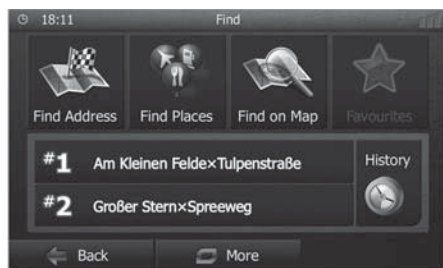 18:11 Find
Find Address Find Places Find on Map Favourites
#1 Am Kleinen Felde×Tulpenstraße History
#2 Großer Stern×Spreeweg
Back More